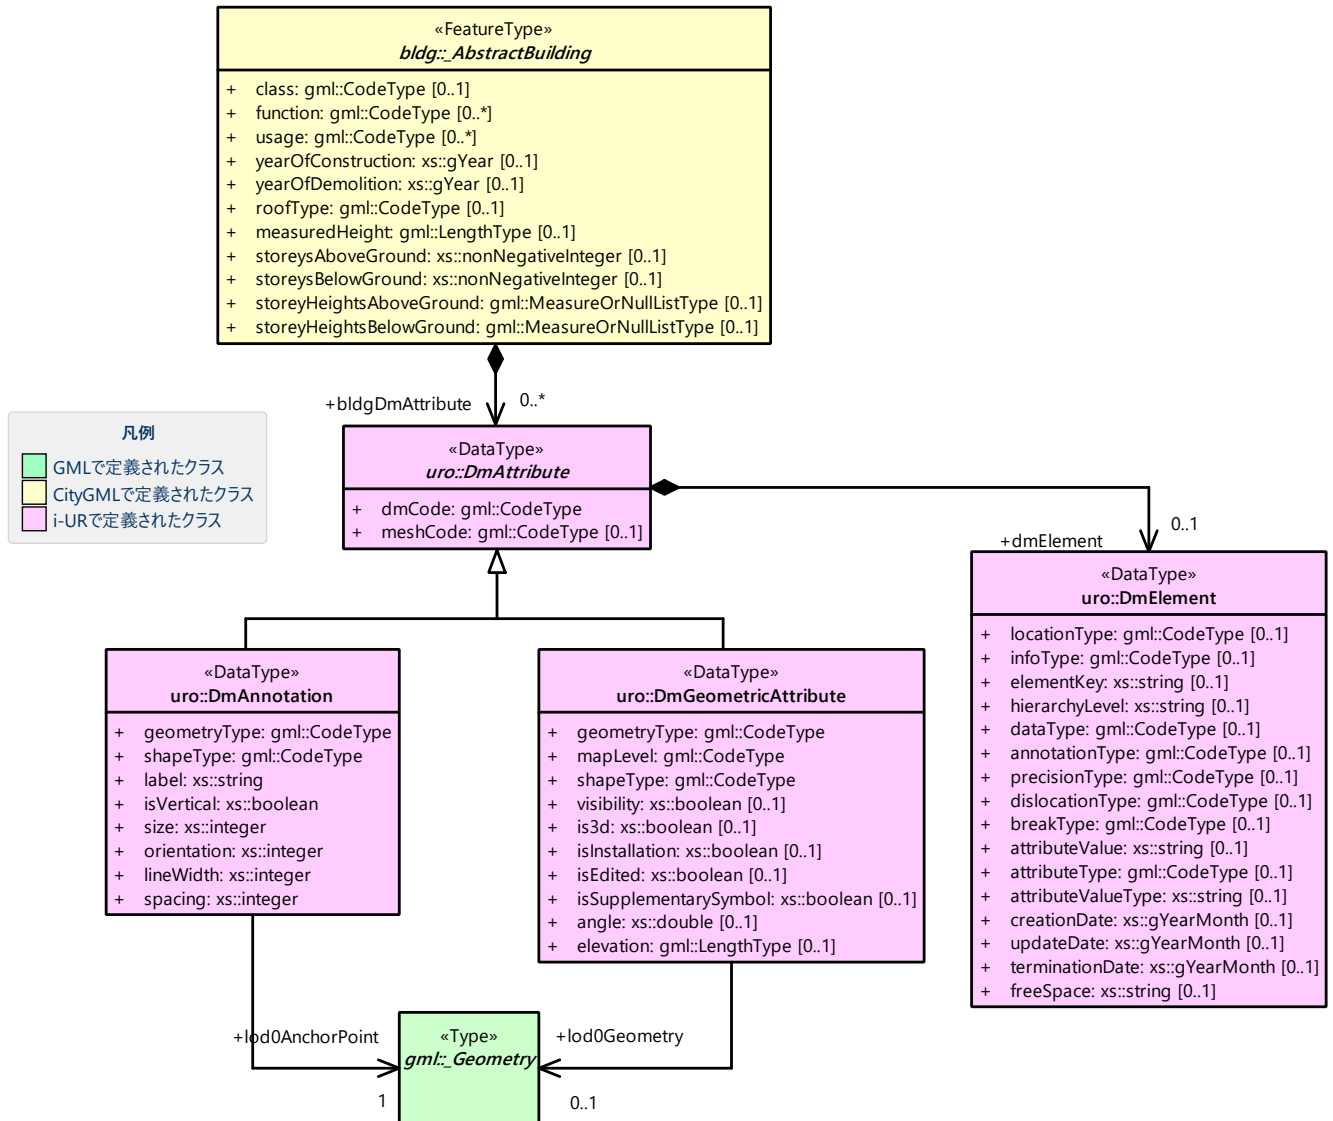 «FeatureType»
bldg::_AbstractBuilding
+ class: gml::CodeType [0..1]
+ function: gml::CodeType [0..*]
+ usage: gml::CodeType [0..*]
+ yearOfConstruction: xs::gYear [0..1]
+ yearOfDemolition: xs::gYear [0..1]
+ roofType: gml::CodeType [0..1]
+ measuredHeight: gml::LengthType [0..1]
+ storeysAboveGround: xs::nonNegativeInteger [0..1]
+ storeysBelowGround: xs::nonNegativeInteger [0..1]
+ storeyHeightsAboveGround: gml::MeasureOrNullListType [0..1]
+ storeyHeightsBelowGround: gml::MeasureOrNullListType [0..1]
+bldgDmAttribute
0..*
凡例
GMLで定義されたクラス
CityGMLで定義されたクラス
i-URで定義されたクラス
«DataType»
uro::DmAttribute
+ dmCode: gml::CodeType
+ meshCode: gml::CodeType [0..1]
0..1
+dmElement
«DataType»
uro::DmElement
+ locationType: gml::CodeType [0..1]
+ infoType: gml::CodeType [0..1]
+ elementKey: xs::string [0..1]
+ hierarchyLevel: xs::string [0..1]
+ dataType: gml::CodeType [0..1]
+ annotationType: gml::CodeType [0..1]
+ precisionType: gml::CodeType [0..1]
+ dislocationType: gml::CodeType [0..1]
+ breakType: gml::CodeType [0..1]
+ attributeValue: xs::string [0..1]
+ attributeType: gml::CodeType [0..1]
+ attributeValueType: xs::string [0..1]
+ creationDate: xs::gYearMonth [0..1]
+ updateDate: xs::gYearMonth [0..1]
+ terminationDate: xs::gYearMonth [0..1]
+ freeSpace: xs::string [0..1]
«DataType»
uro::DmAnnotation
+ geometryType: gml::CodeType
+ shapeType: gml::CodeType
+ label: xs::string
+ isVertical: xs::boolean
+ size: xs::integer
+ orientation: xs::integer
+ lineWidth: xs::integer
+ spacing: xs::integer
«DataType»
uro::DmGeometricAttribute
+ geometryType: gml::CodeType
+ mapLevel: gml::CodeType
+ shapeType: gml::CodeType
+ visibility: xs::boolean [0..1]
+ is3d: xs::boolean [0..1]
+ isInstallation: xs::boolean [0..1]
+ isEdited: xs::boolean [0..1]
+ isSupplementarySymbol: xs::boolean [0..1]
+ angle: xs::double [0..1]
+ elevation: gml::LengthType [0..1]
+lod0AnchorPoint
1
«Type»
gml::_Geometry
+lod0Geometry
0..1